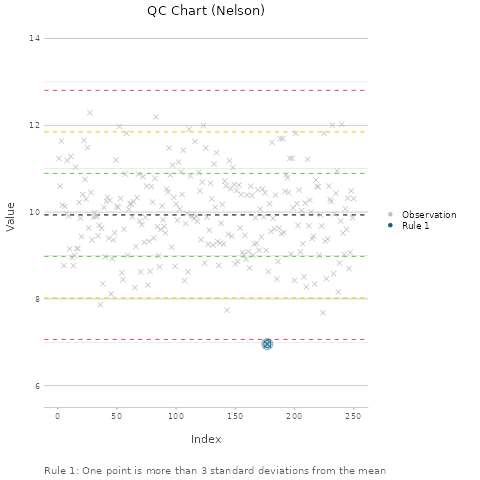 QC Chart (Nelson)
14
12
10
8
6
Value
0
50
100
150
200
250
Index
Observation
Rule 1
Rule 1: One point is more than 3 standard deviations from the mean